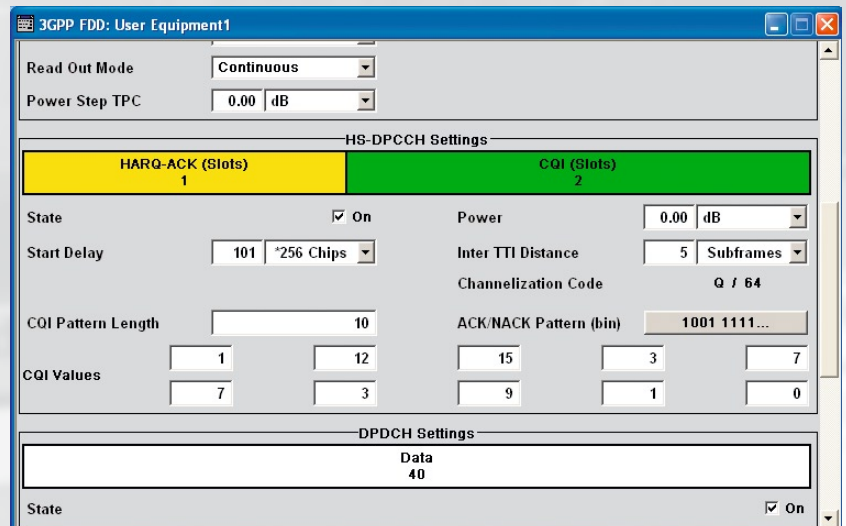 3GPP FDD: User Equipment1
Read Out Mode Continuous
Power Step TPC 0.00 dB
HS-DPCCH Settings
HARQ-ACK (Slots) CQI (Slots)
1 2
State On Power 0.00 dB
Start Delay 101 *256 Chips Inter TTI Distance 5 Subframes
Channelization Code Q / 64
CQI Pattern Length 10 ACK/NACK Pattern (bin) 1001 1111...
1 12 15 3 7
CQI Values
7 3 9 1 0
DPDCH Settings
Data
40
State On